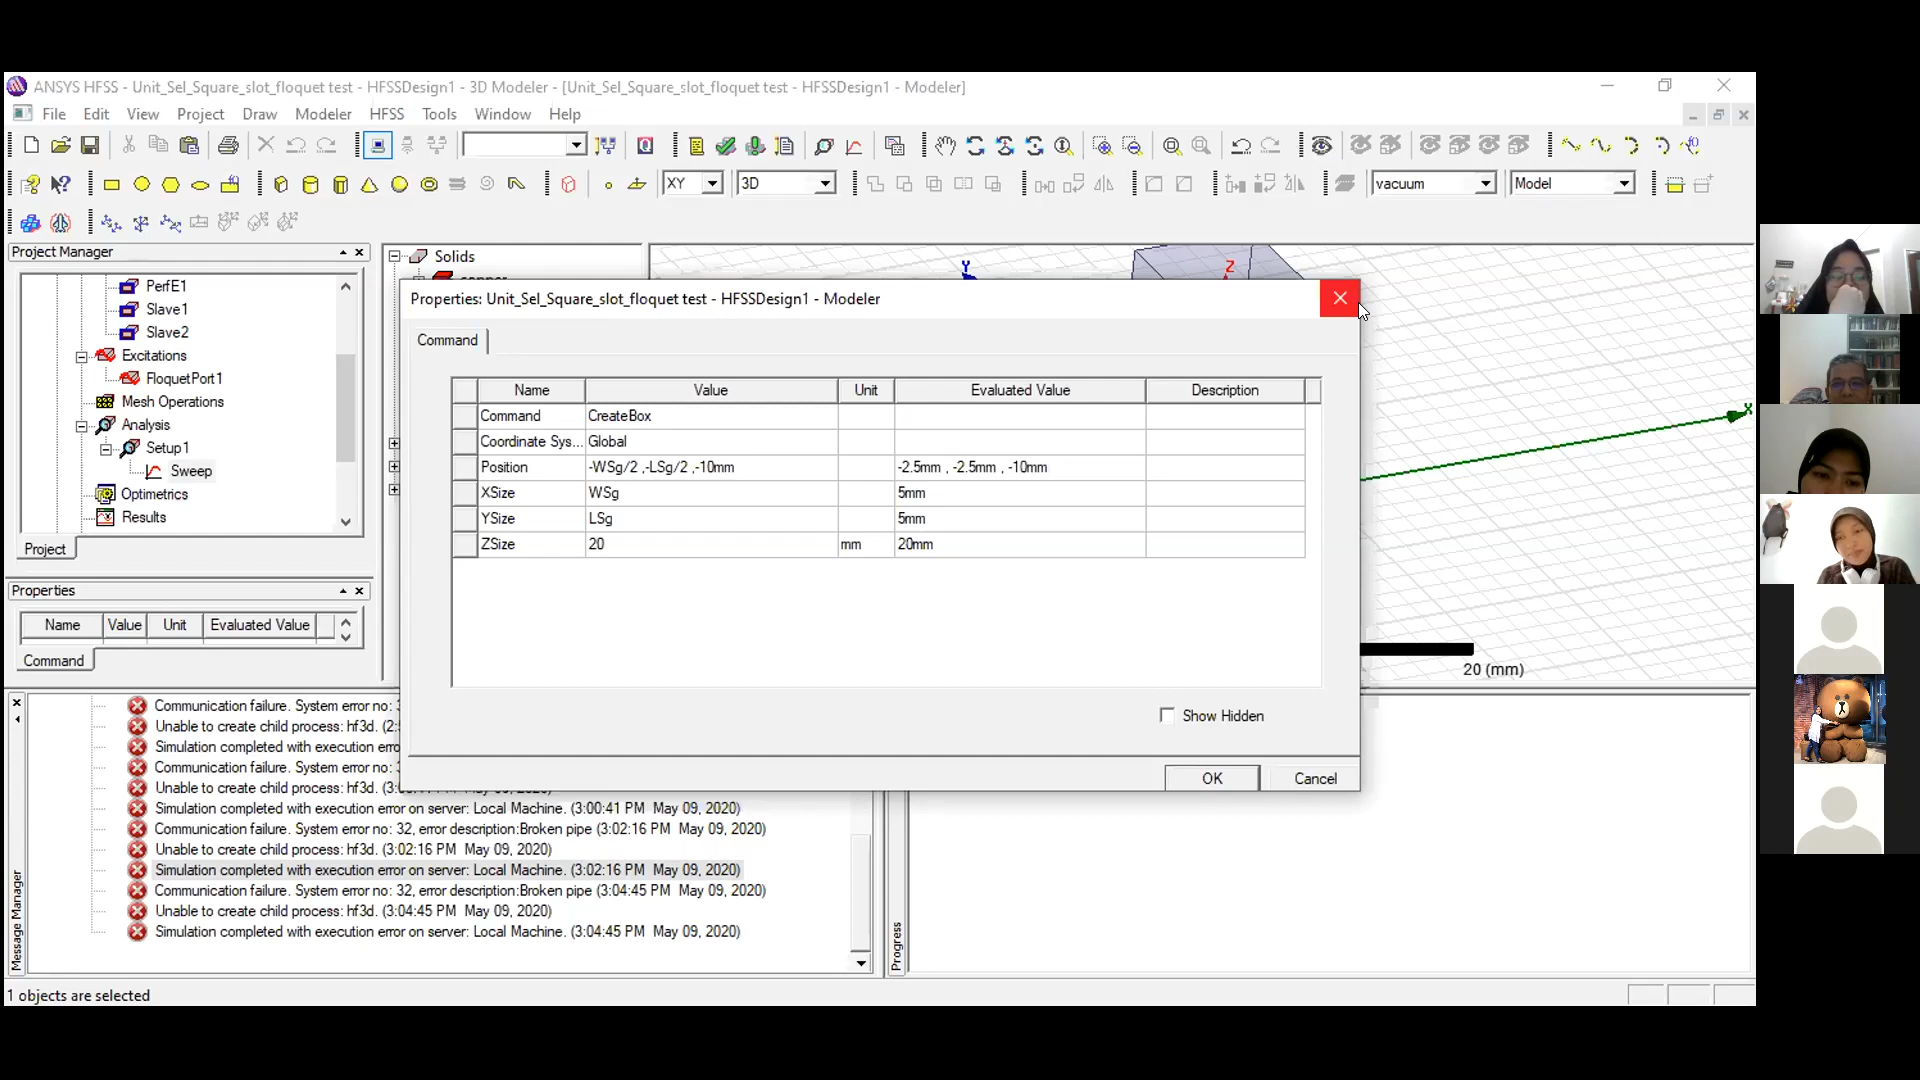 ANSYS HFSS - Unit_Sel_Square_slot_floquet test - HFSSDesign1 - 3D Modeler - [Unit_Sel_Square_slot_floquet test - HFSSDesign1 - Modeler]
File Edit View Project Draw Modeler HFSS Tools Window Help
XY 3D vacuum Model
Project Manager
PerfE1
Slave1
Slave2
Excitations
FloquetPort1
Mesh Operations
Analysis
Setup1
Sweep
Optimetrics
Results
Project
Properties
Name Value Unit Evaluated Value
Command
Solids
Y
Z
X
20 (mm)
Properties: Unit_Sel_Square_slot_floquet test - HFSSDesign1 - Modeler
Command
Name Value Unit Evaluated Value Description
Command CreateBox
Coordinate Sys... Global
Position -WSg/2 ,-LSg/2 ,-10mm -2.5mm , -2.5mm , -10mm
XSize WSg 5mm
YSize LSg 5mm
ZSize 20 mm 20mm
Show Hidden
OK Cancel
Communication failure. System error no:
Unable to create child process: hf3d. (2:
Simulation completed with execution erro
Communication failure. System error no:
Unable to create child process: hf3d.
Simulation completed with execution error on server: Local Machine. (3:00:41 PM May 09, 2020)
Communication failure. System error no: 32, error description:Broken pipe (3:02:16 PM May 09, 2020)
Unable to create child process: hf3d. (3:02:16 PM May 09, 2020)
Simulation completed with execution error on server: Local Machine. (3:02:16 PM May 09, 2020)
Communication failure. System error no: 32, error description:Broken pipe (3:04:45 PM May 09, 2020)
Unable to create child process: hf3d. (3:04:45 PM May 09, 2020)
Simulation completed with execution error on server: Local Machine. (3:04:45 PM May 09, 2020)
Message Manager
Progress
1 objects are selected